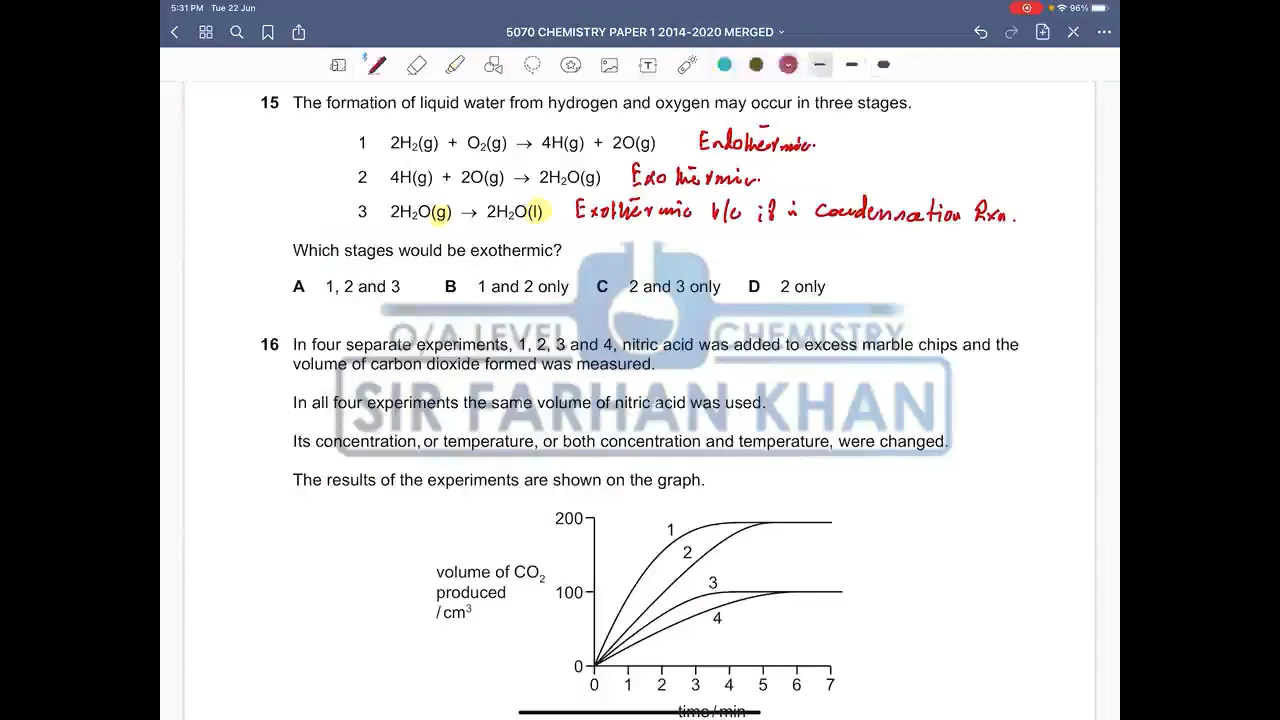 5:31 PM Tue 22 Jun
96%
5070 CHEMISTRY PAPER 1 2014-2020 MERGED
15 The formation of liquid water from hydrogen and oxygen may occur in three stages.
1 2H₂(g) + O₂(g) → 4H(g) + 2O(g) Endothermic.
2 4H(g) + 2O(g) → 2H₂O(g) Exothermic.
3 2H₂O(g) → 2H₂O(l) Exothermic b/c it is condensation Rxn.
Which stages would be exothermic?
A 1, 2 and 3 B 1 and 2 only C 2 and 3 only D 2 only
O/A LEVEL CHEMISTRY
16 In four separate experiments, 1, 2, 3 and 4, nitric acid was added to excess marble chips and the
volume of carbon dioxide formed was measured.
SIR FARHAN KHAN
In all four experiments the same volume of nitric acid was used.
Its concentration, or temperature, or both concentration and temperature, were changed.
The results of the experiments are shown on the graph.
200
1
2
volume of CO₂
produced
/cm³
100
3
4
0
0 1 2 3 4 5 6 7
time/min